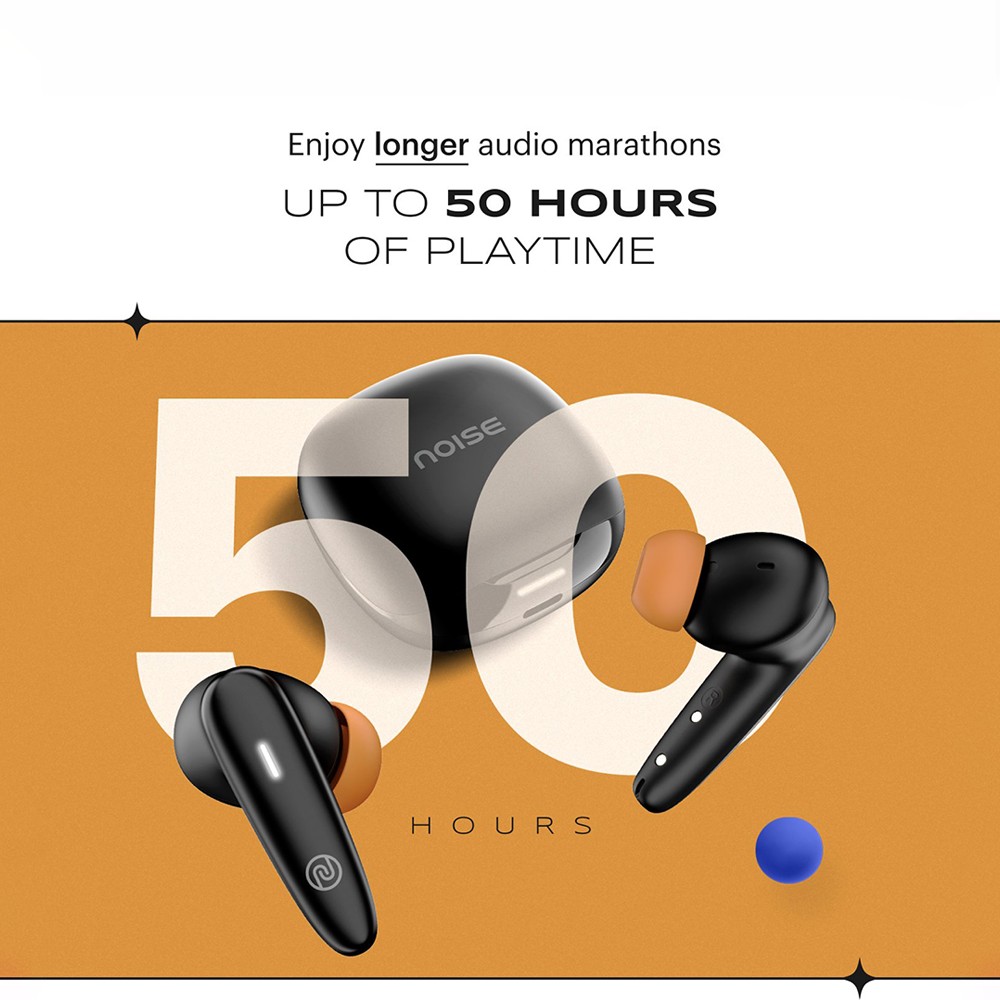 Enjoy longer audio marathons
UP TO 50 HOURS
OF PLAYTIME
noise
50
HOURS